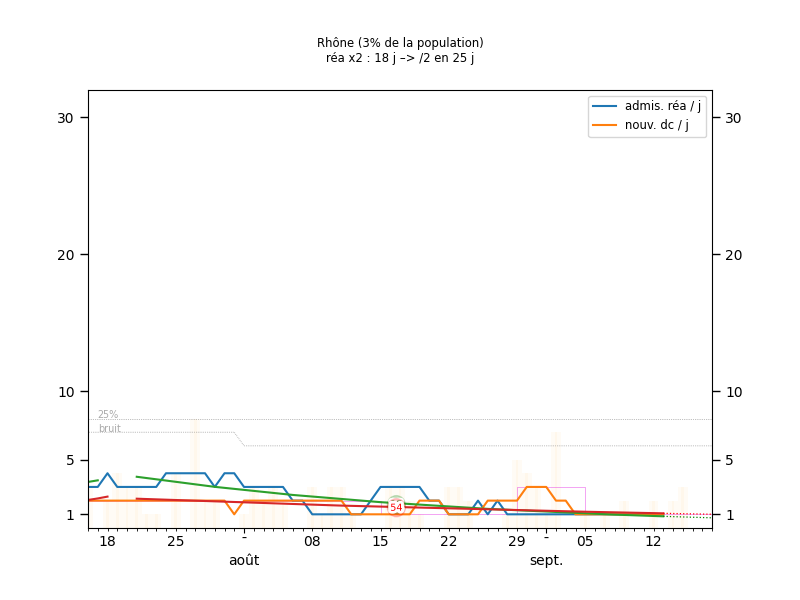 Rhône (3% de la population)
réa x2 : 18 j –> /2 en 25 j
admis. réa / j
nouv. dc / j
30 30
20 20
10 10
5 5
1 1
25%
bruit
54
18 25 - 08 15 22 29 - 05 12
août sept.